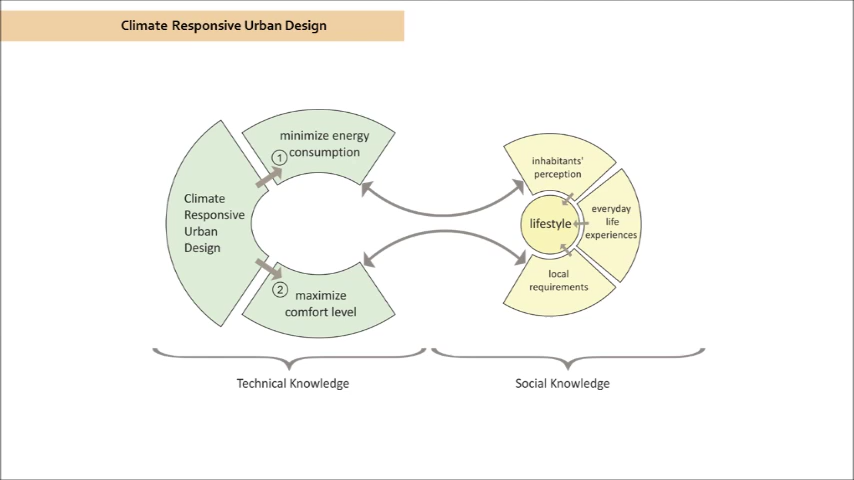 Climate Responsive Urban Design
minimize energy
consumption
1
Climate
Responsive
Urban
Design
2
maximize
comfort level
inhabitants'
perception
everyday
life
experiences
lifestyle
local
requirements
Technical Knowledge
Social Knowledge